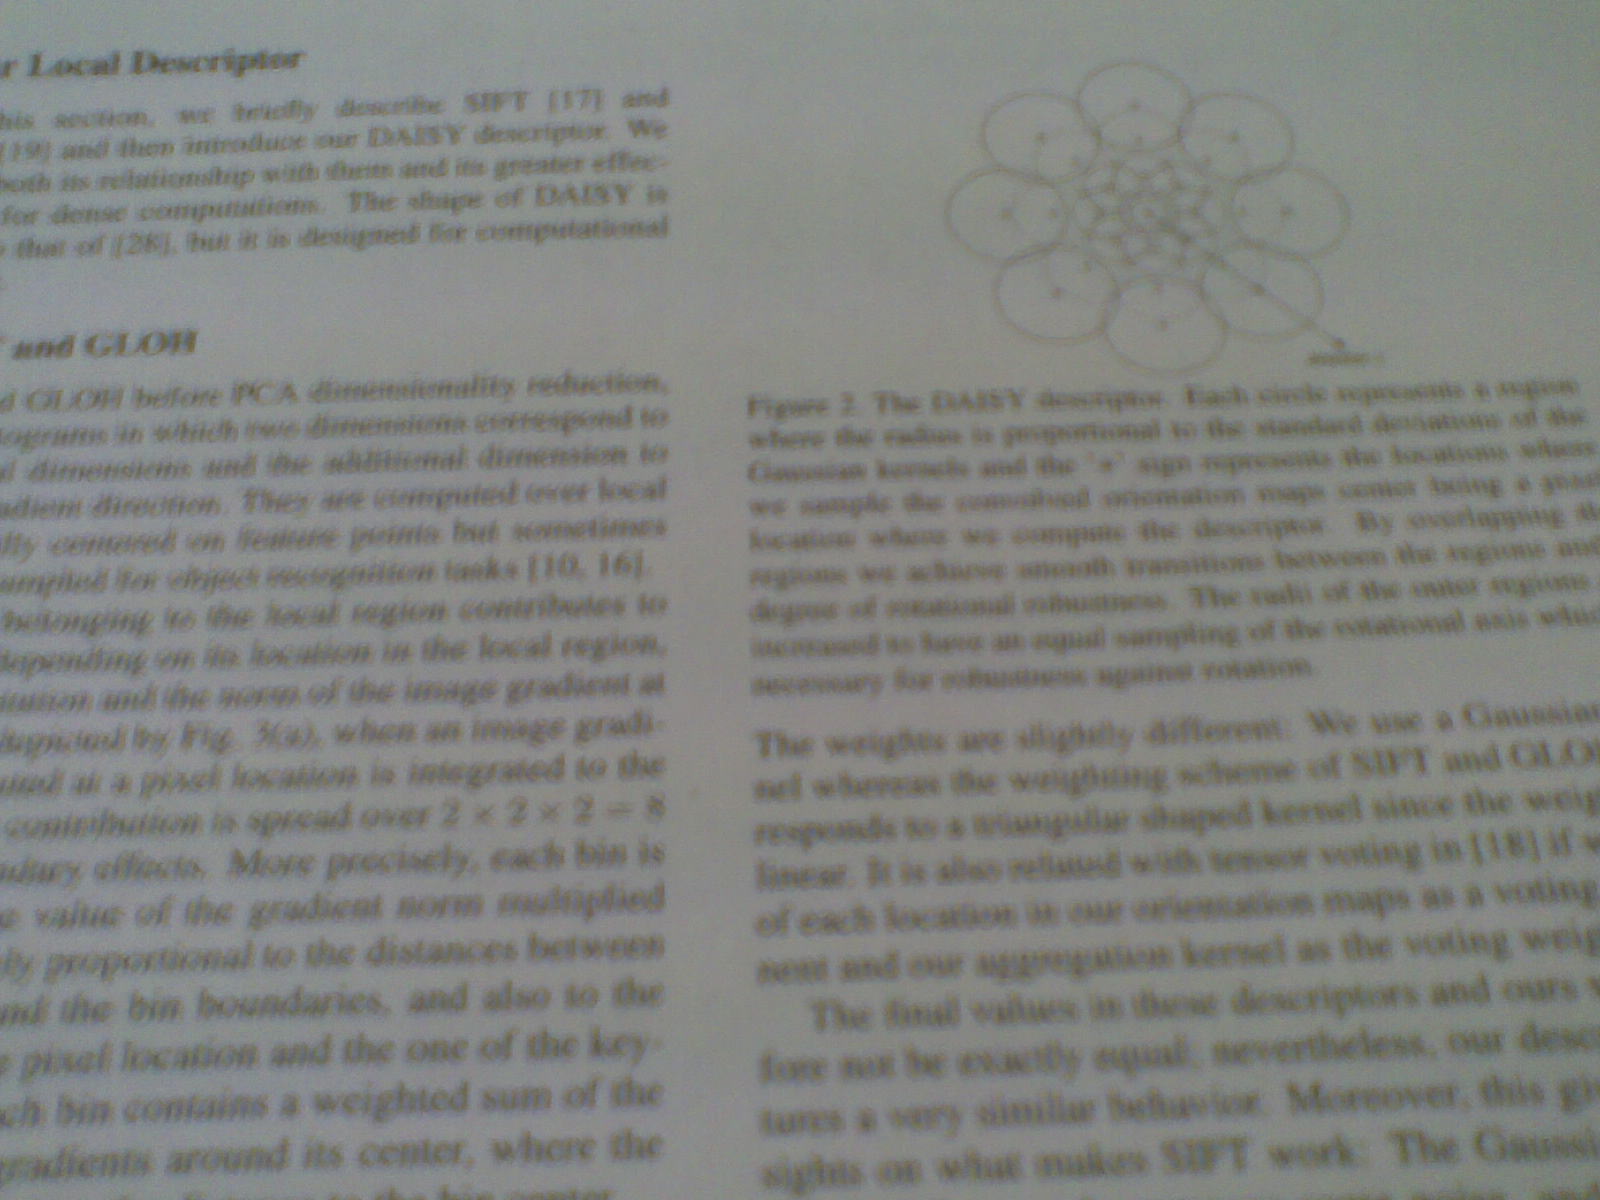 r Local Descriptor
his section, we briefly describe SIFT [17] and
[19] and then introduce our DAISY descriptor. We
both its relationship with them and its greater effec-
for dense computations. The shape of DAISY is
that of [28], but it is designed for computational
and GLOH
d GLOH before PCA dimensionality reduction,
tograms in which two dimensions correspond to
l dimensions and the additional dimension to
adient direction. They are computed over local
lly centered on feature points but sometimes
ampled for object recognition tasks [10, 16].
belonging to the local region contributes to
depending on its location in the local region,
ntation and the norm of the image gradient at
by Fig. 3(a), when an image gradi-
uted at a pixel location is integrated to the
contribution is spread over 2 × 2 × 2 = 8
ndary effects. More precisely, each bin is
e value of the gradient norm multiplied
ly proportional to the distances between
and the bin boundaries, and also to the
e pixel location and the one of the key-
ch bin contains a weighted sum of the
gradients around its center, where the
to the bin center.
Figure 2. The DAISY descriptor. Each circle represents a region
where the radius is proportional to the standard deviations of the
Gaussian kernels and the '+' sign represents the locations where
we sample the convolved orientation maps center being a
location where we compute the descriptor. By overlapping the
regions we achieve smooth transitions between the regions and
degree of rotational robustness. The radii of the outer regions
increased to have an equal sampling of the rotational axis which
necessary for robustness against rotation.
The weights are slightly different: We use a Gaussian
nel whereas the weighting scheme of SIFT and GLO
responds to a triangular shaped kernel since the weig
linear. It is also related with tensor voting in [18] if w
of each location in our orientation maps as a voting
nent and our aggregation kernel as the voting weig
The final values in these descriptors and ours
fore not be exactly equal; nevertheless, our desc
tures a very similar behavior. Moreover, this gi
sights on what makes SIFT work: The Gaussi